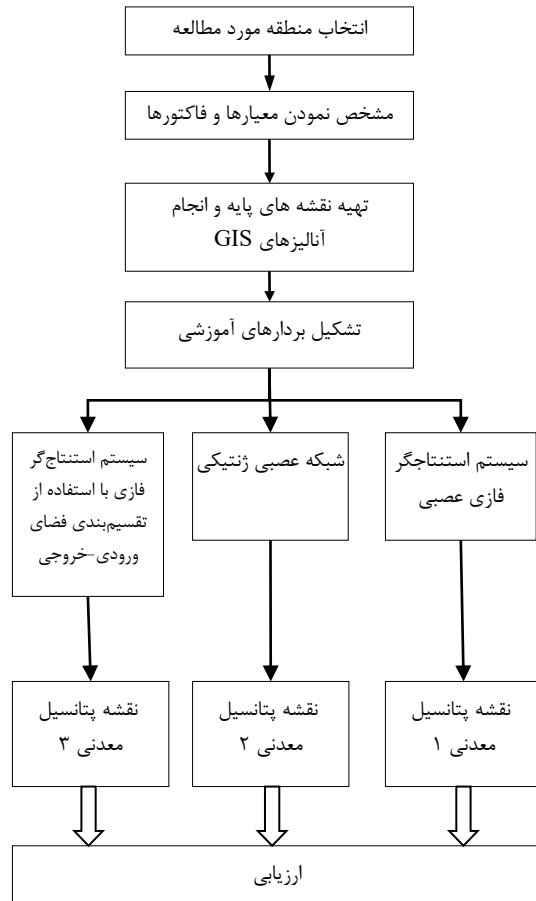 انتخاب منطقه مورد مطالعه
مشخص نمودن معیارها و فاکتورها
تهیه نقشه های پایه و انجام
آنالیزهای GIS
تشکیل بردارهای آموزشی
سیستم استنتاجگر
فازی عصبی
شبکه عصبی ژنتیکی
سیستم استنتاج‌گر
فازی با استفاده از
تقسیم‌بندی فضای
ورودی-خروجی
نقشه پتانسیل
معدنی ۱
نقشه پتانسیل
معدنی ۲
نقشه پتانسیل
معدنی ۳
ارزیابی